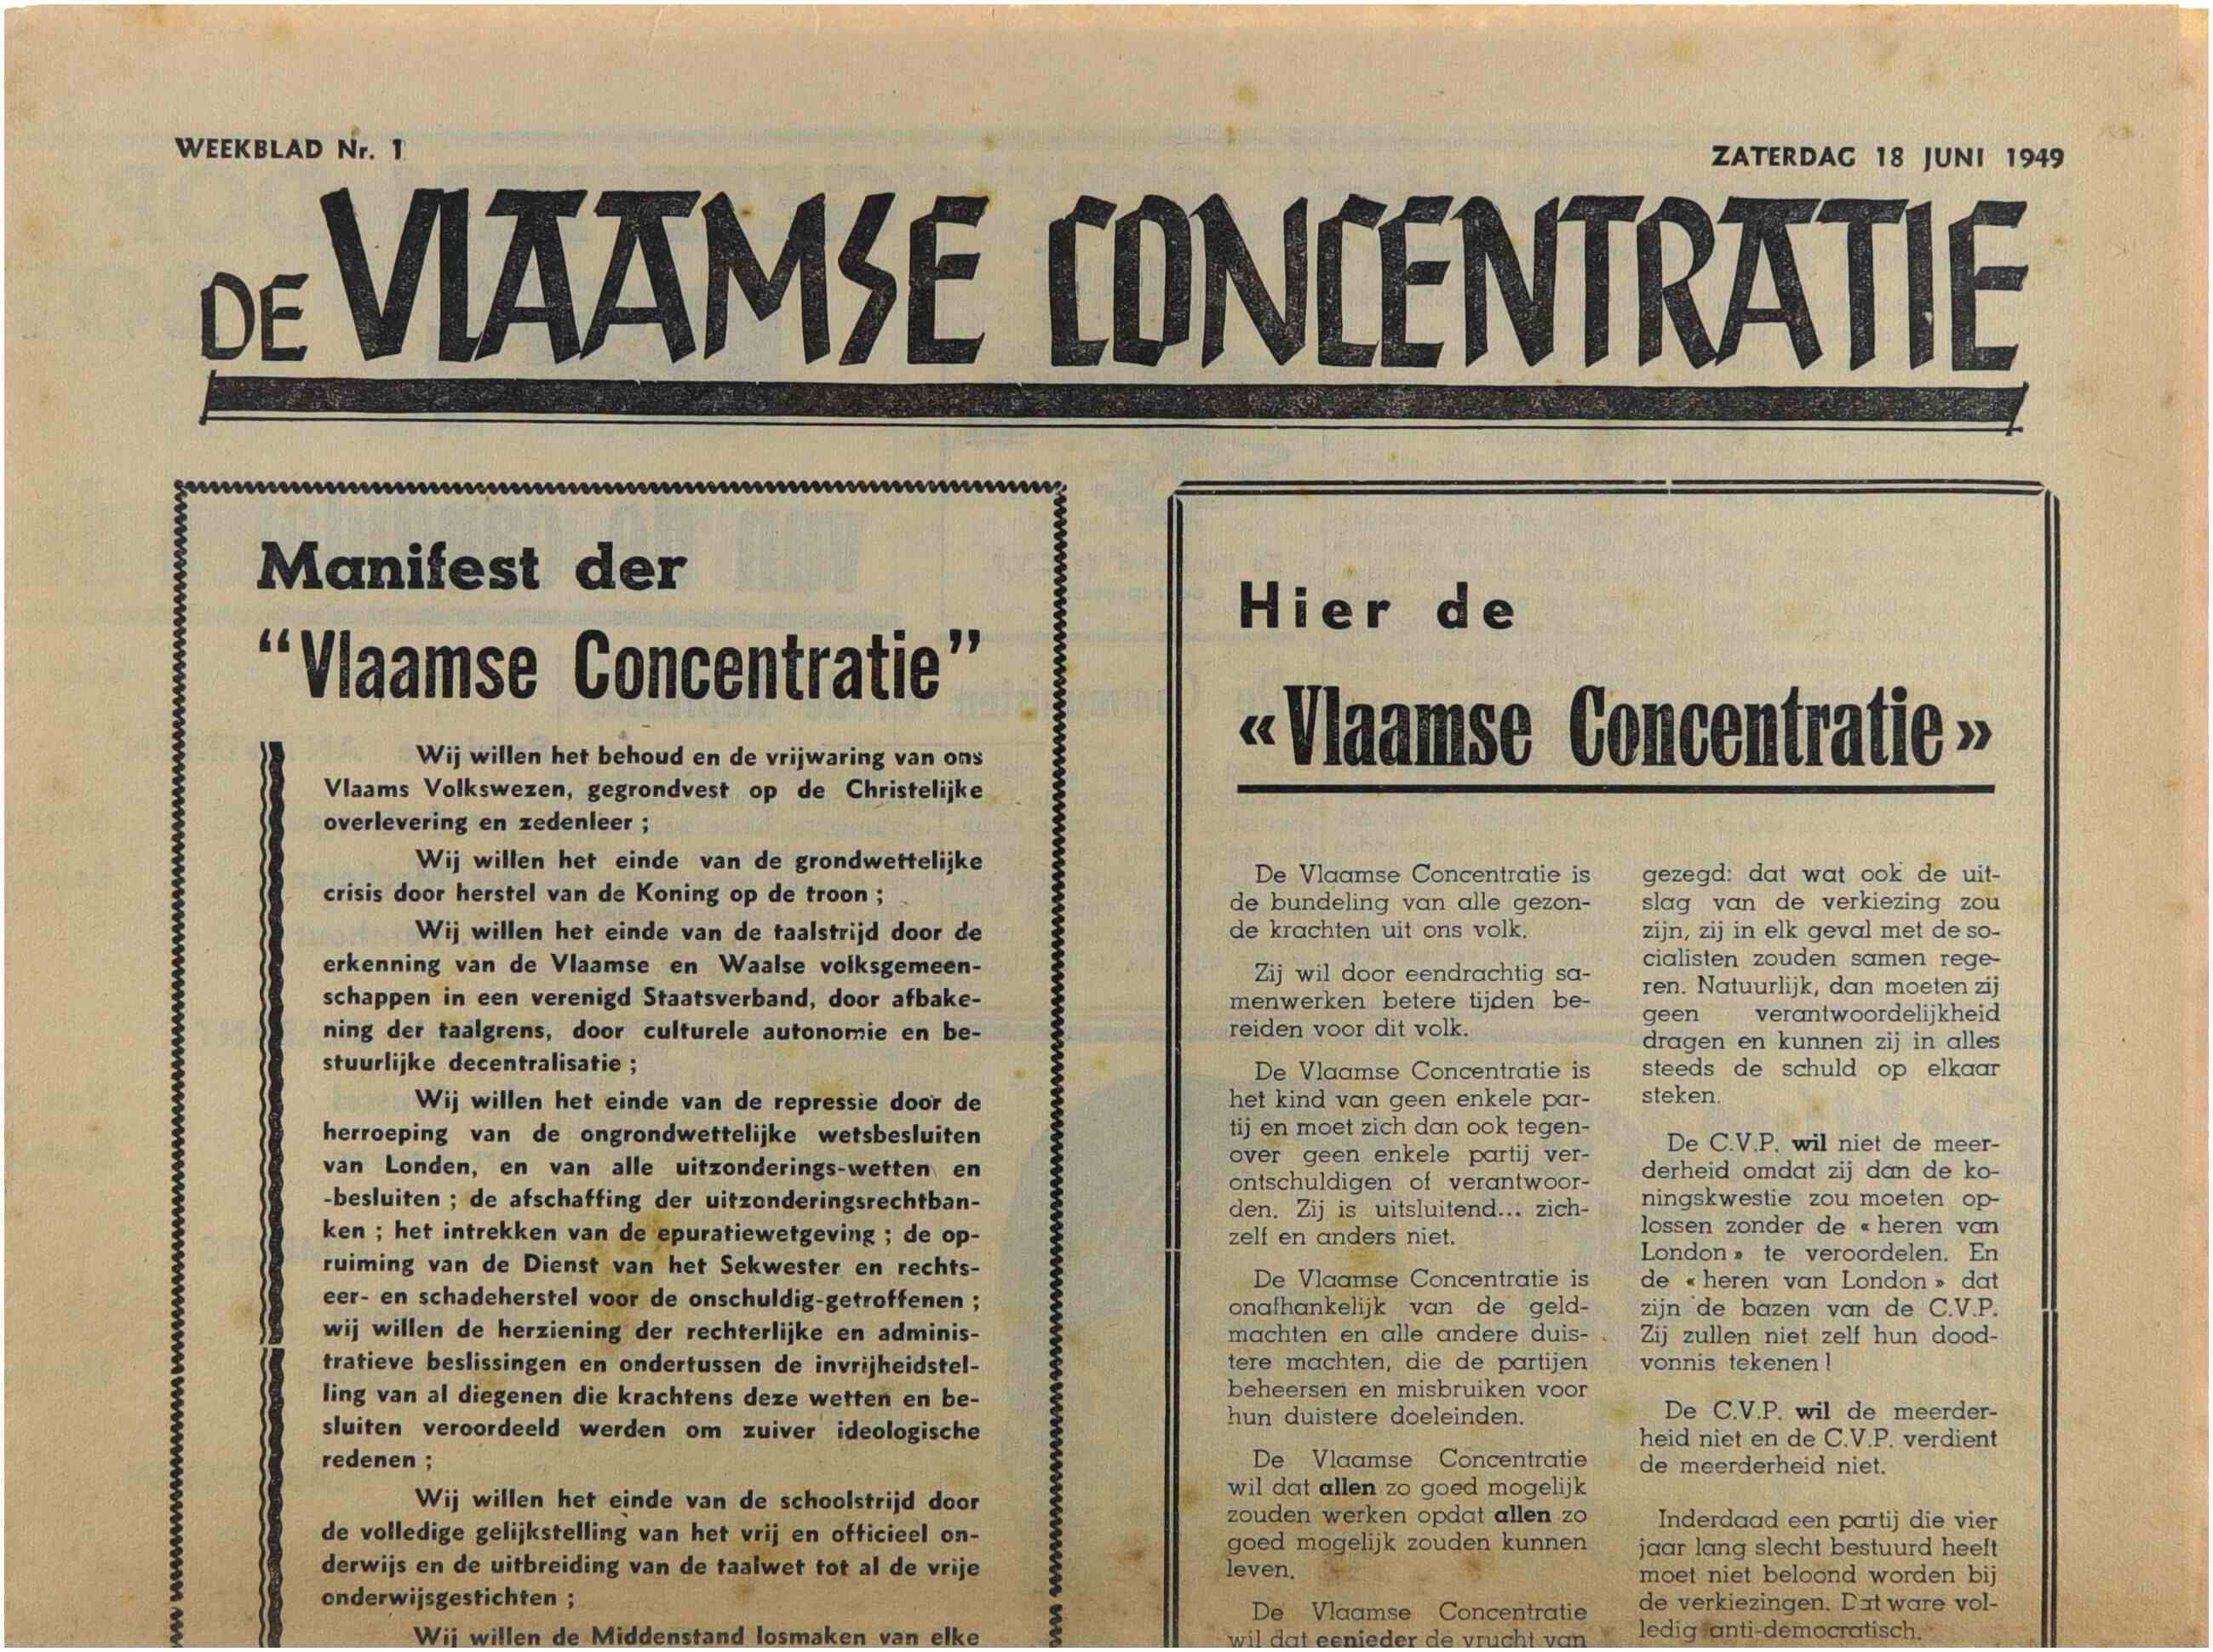 WEEKBLAD Nr. 1
ZATERDAG 18 JUNI 1949
DE VLAAMSE CONCENTRATIE
Manifest der
“Vlaamse Concentratie”
Wij willen het behoud en de vrijwaring van ons
Vlaams Volkswezen, gegrondvest op de Christelijke
overlevering en zedenleer ;
Wij willen het einde van de grondwettelijke
crisis door herstel van de Koning op de troon ;
Wij willen het einde van de taalstrijd door de
erkenning van de Vlaamse en Waalse volksgemeen-
schappen in een verenigd Staatsverband, door afbake-
ning der taalgrens, door culturele autonomie en be-
stuurlijke decentralisatie ;
Wij willen het einde van de repressie door de
herroeping van de ongrondwettelijke wetsbesluiten
van Londen, en van alle uitzonderings-wetten en
-besluiten ; de afschaffing der uitzonderingsrechtban-
ken ; het intrekken van de epuratiewetgeving ; de op-
ruiming van de Dienst van het Sekwester en rechts-
eer- en schadeherstel voor de onschuldig-getroffenen ;
wij willen de herziening der rechterlijke en adminis-
tratieve beslissingen en ondertussen de invrijheidstel-
ling van al diegenen die krachtens deze wetten en be-
sluiten veroordeeld werden om zuiver ideologische
redenen ;
Wij willen het einde van de schoolstrijd door
de volledige gelijkstelling van het vrij en officieel on-
derwijs en de uitbreiding van de taalwet tot al de vrije
onderwijsgestichten ;
Wij willen de Middenstand losmaken van elke
Hier de
« Vlaamse Concentratie »
De Vlaamse Concentratie is
de bundeling van alle gezon-
de krachten uit ons volk.
Zij wil door eendrachtig sa-
menwerken betere tijden be-
reiden voor dit volk.
De Vlaamse Concentratie is
het kind van geen enkele par-
tij en moet zich dan ook tegen-
over geen enkele partij ver-
ontschuldigen of verantwoor-
den. Zij is uitsluitend... zich-
zelf en anders niet.
De Vlaamse Concentratie is
onafhankelijk van de geld-
machten en alle andere duis-
tere machten, die de partijen
beheersen en misbruiken voor
hun duistere doeleinden.
De Vlaamse Concentratie
wil dat allen zo goed mogelijk
zouden werken opdat allen zo
goed mogelijk zouden kunnen
leven.
De Vlaamse Concentratie
wil dat eenieder de vrucht van
gezegd: dat wat ook de uit-
slag van de verkiezing zou
zijn, zij in elk geval met de so-
cialisten zouden samen rege-
ren. Natuurlijk, dan moeten zij
geen verantwoordelijkheid
dragen en kunnen zij in alles
steeds de schuld op elkaar
steken.
De C.V.P. wil niet de meer-
derheid omdat zij dan de ko-
ningskwestie zou moeten op-
lossen zonder de « heren van
London » te veroordelen. En
de « heren van London » dat
zijn de bazen van de C.V.P.
Zij zullen niet zelf hun dood-
vonnis tekenen !
De C.V.P. wil de meerder-
heid niet en de C.V.P. verdient
de meerderheid niet.
Inderdaad een partij die vier
jaar lang slecht bestuurd heeft
moet niet beloond worden bij
de verkiezingen. Dat ware vol-
ledig anti-democratisch.